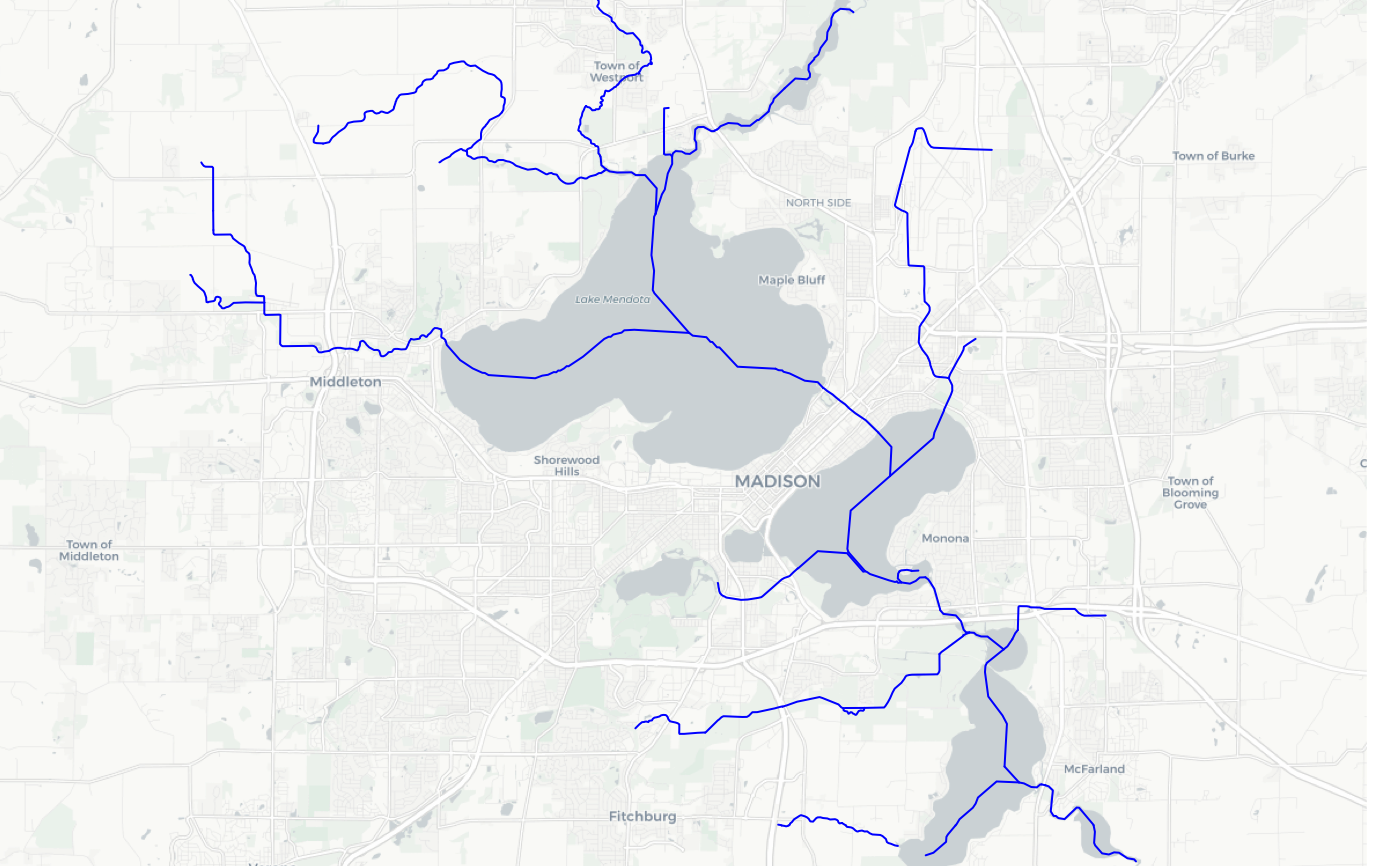 Town of
Westport
Town of Burke
NORTH SIDE
Maple Bluff
Lake Mendota
Middleton
Shorewood
Hills
MADISON
Town of
Blooming
Grove
Town of
Middleton
Monona
McFarland
Fitchburg